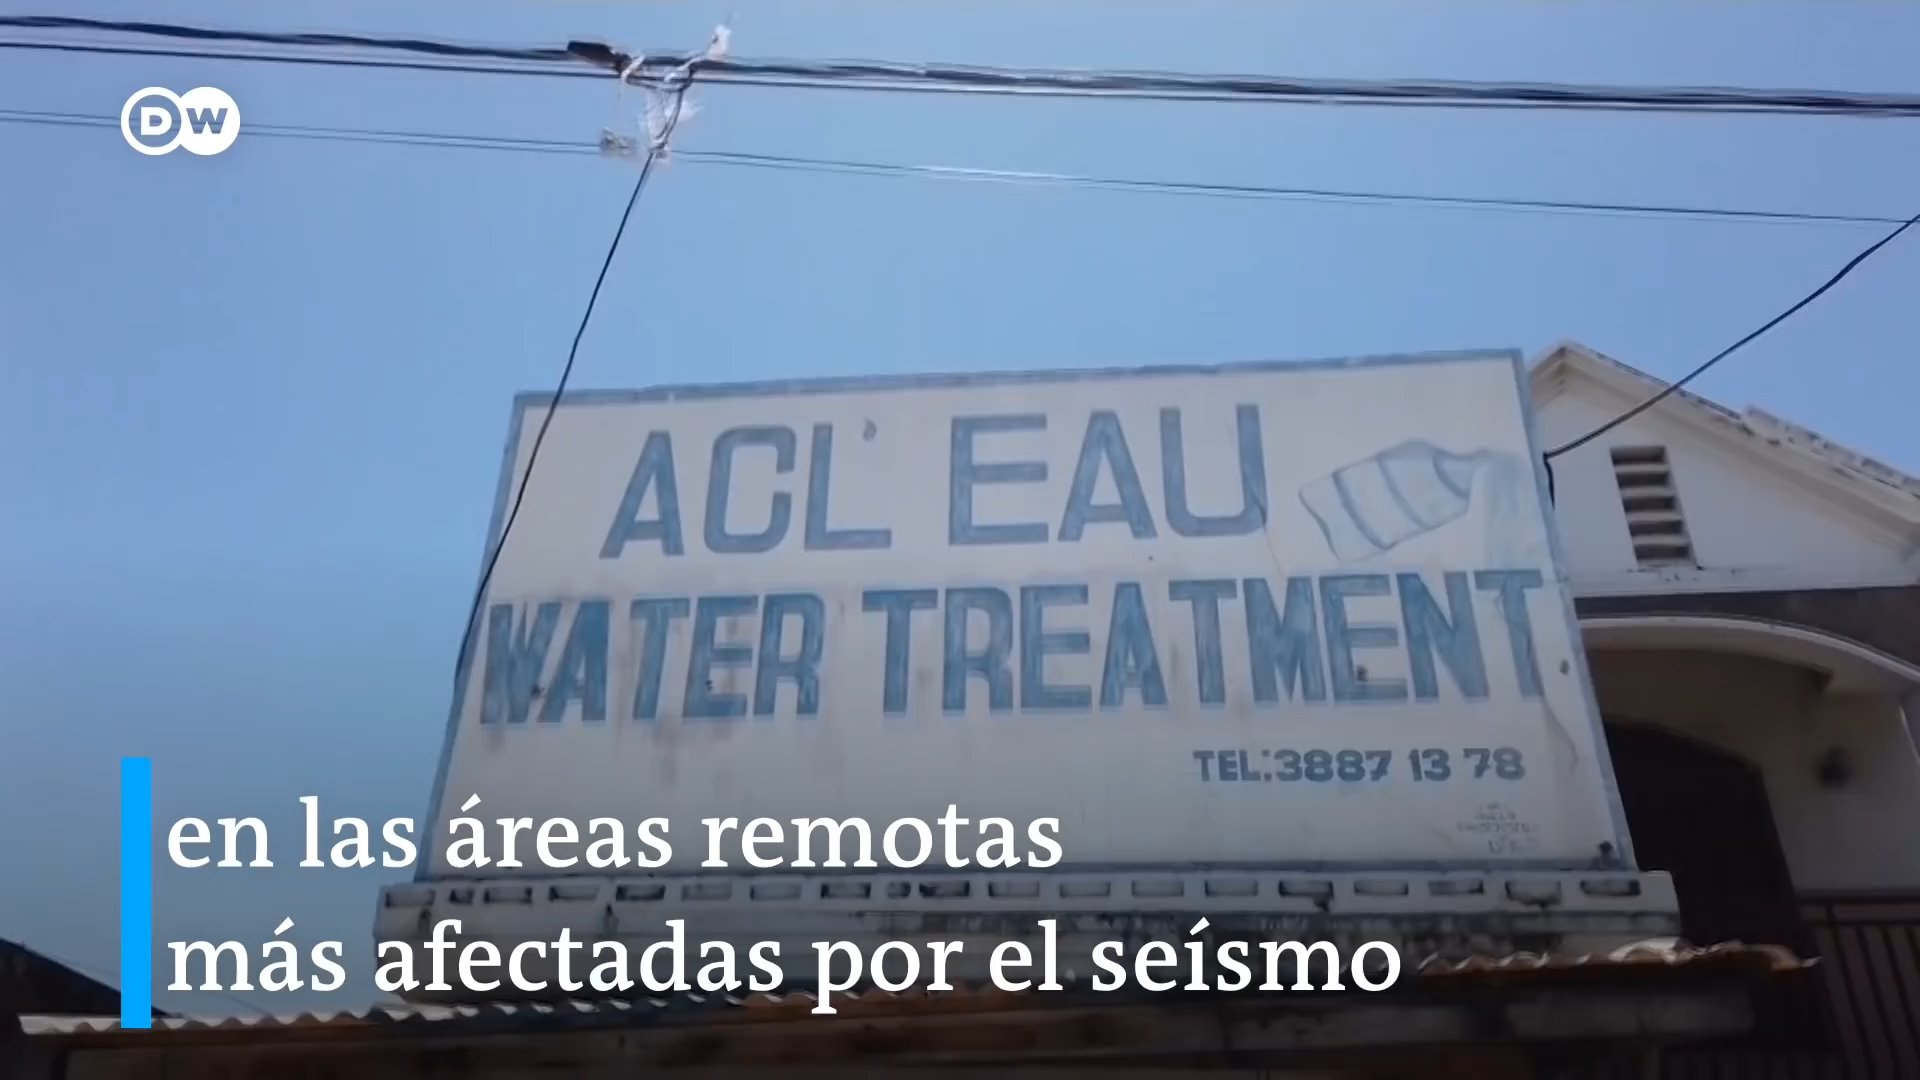 DW
ACL' EAU
WATER TREATMENT
TEL:3887 13 78
en las áreas remotas
más afectadas por el seísmo